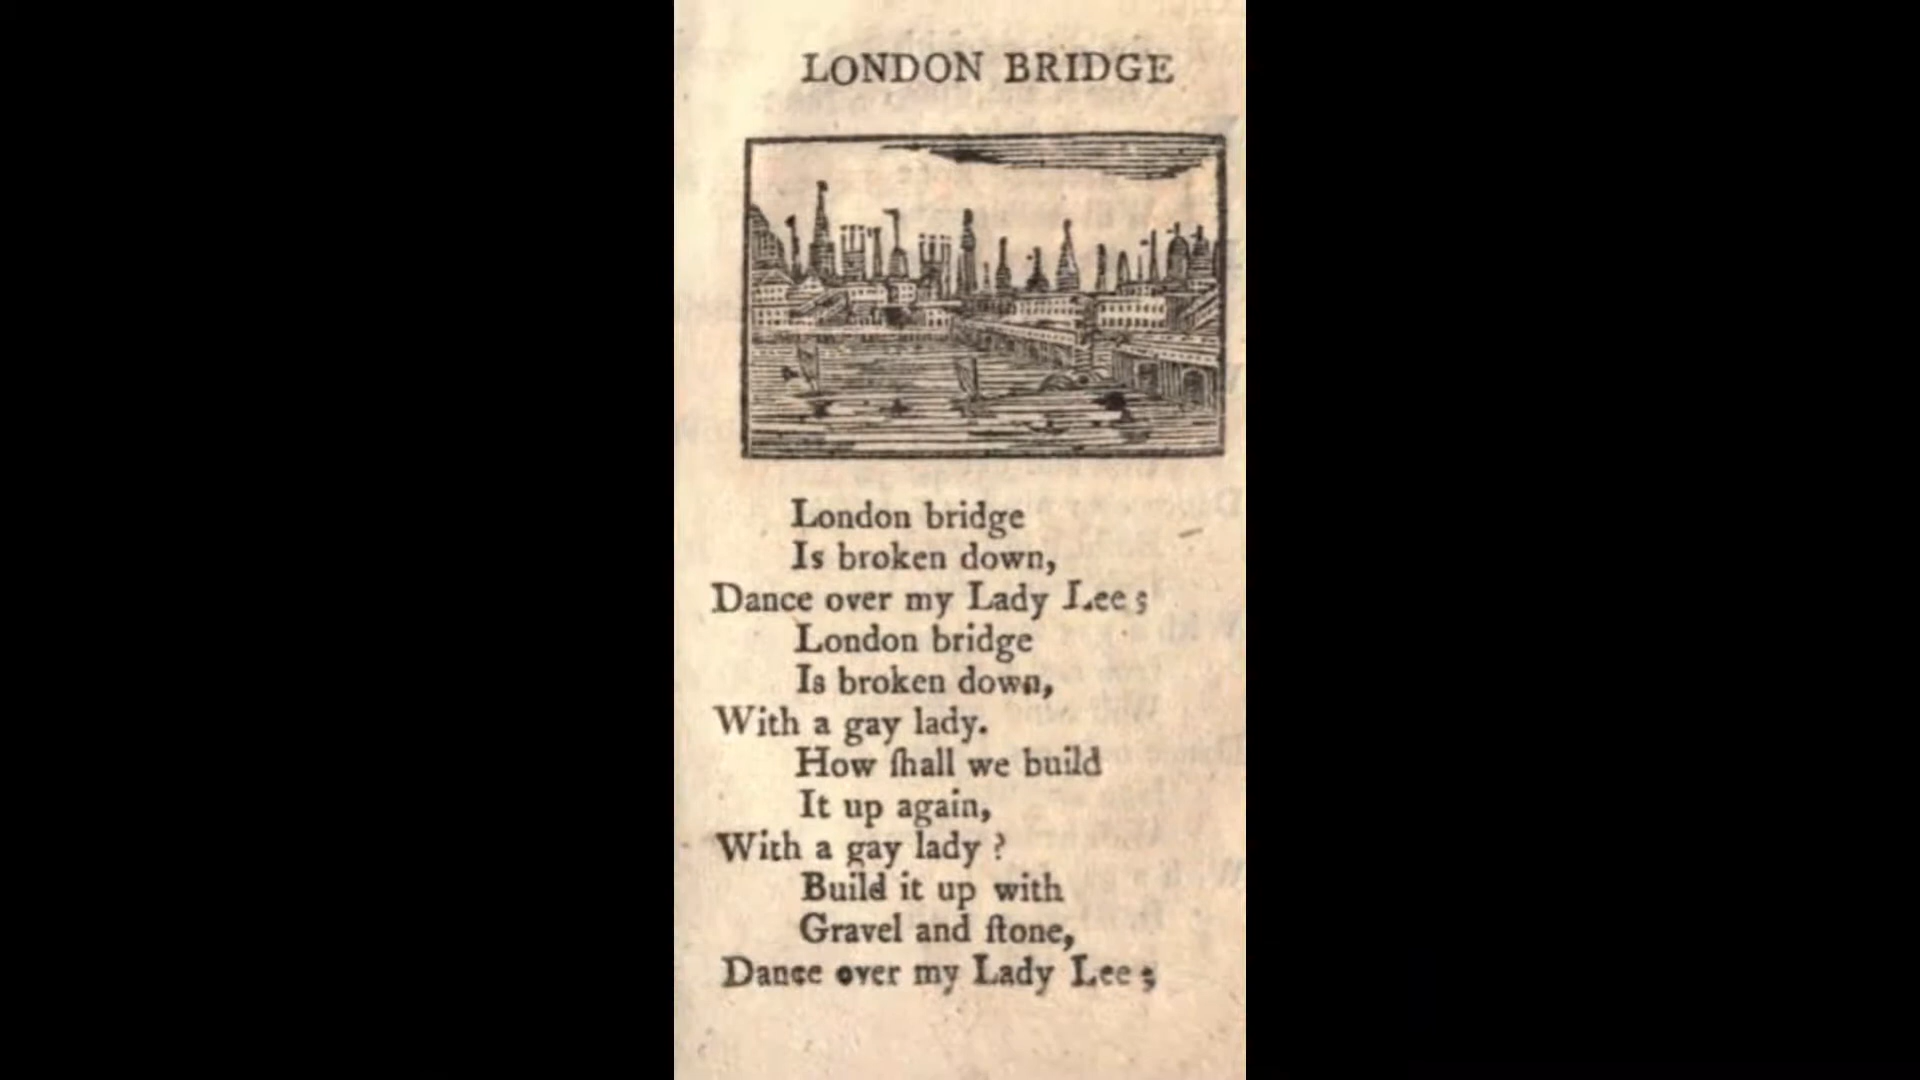 LONDON BRIDGE
London bridge
Is broken down,
Dance over my Lady Lee;
London bridge
Is broken down,
With a gay lady.
How ſhall we build
It up again,
With a gay lady?
Build it up with
Gravel and ſtone,
Dance over my Lady Lee;